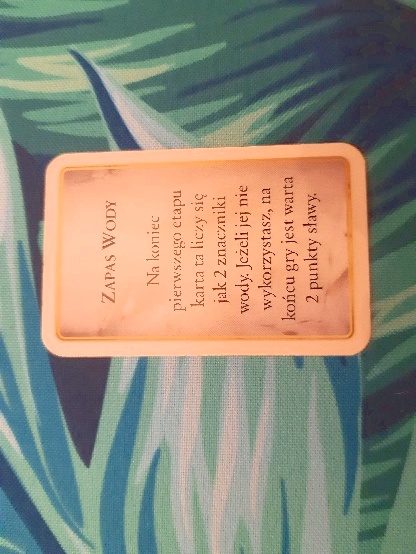 ZAPAS WODY
Na koniec
pierwszego etapu
karta ta liczy się
jak 2 znaczniki
wody. Jeżeli jej nie
wykorzystasz, na
końcu gry jest warta
2 punkty sławy.